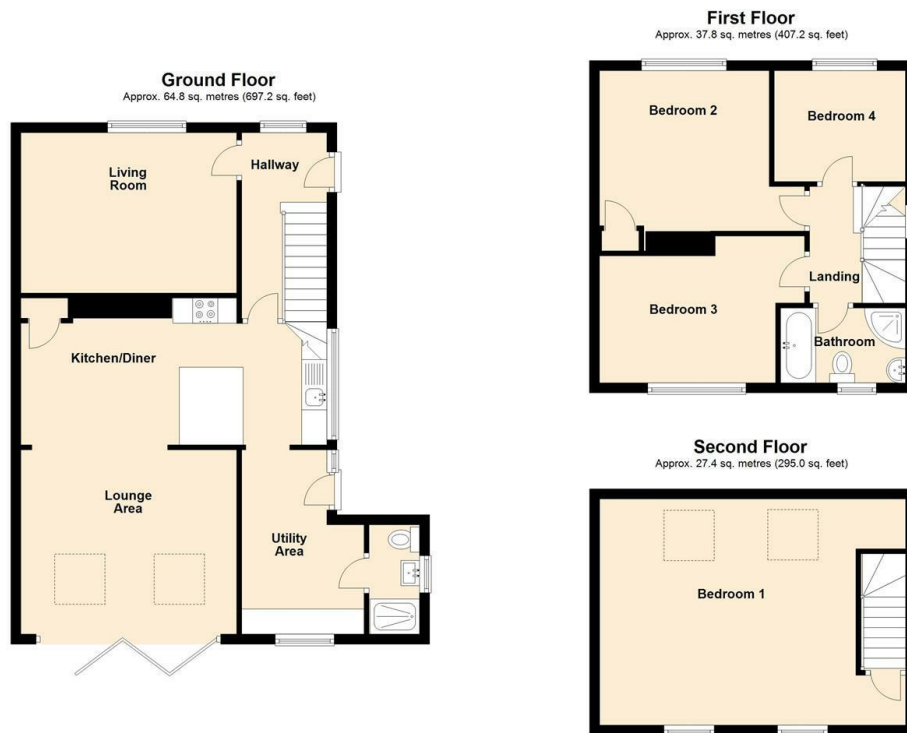 Ground Floor
Approx. 64.8 sq. metres (697.2 sq. feet)
Living
Room
Hallway
Kitchen/Diner
Lounge
Area
Utility
Area
First Floor
Approx. 37.8 sq. metres (407.2 sq. feet)
Bedroom 2
Bedroom 4
Landing
Bedroom 3
Bathroom
Second Floor
Approx. 27.4 sq. metres (295.0 sq. feet)
Bedroom 1